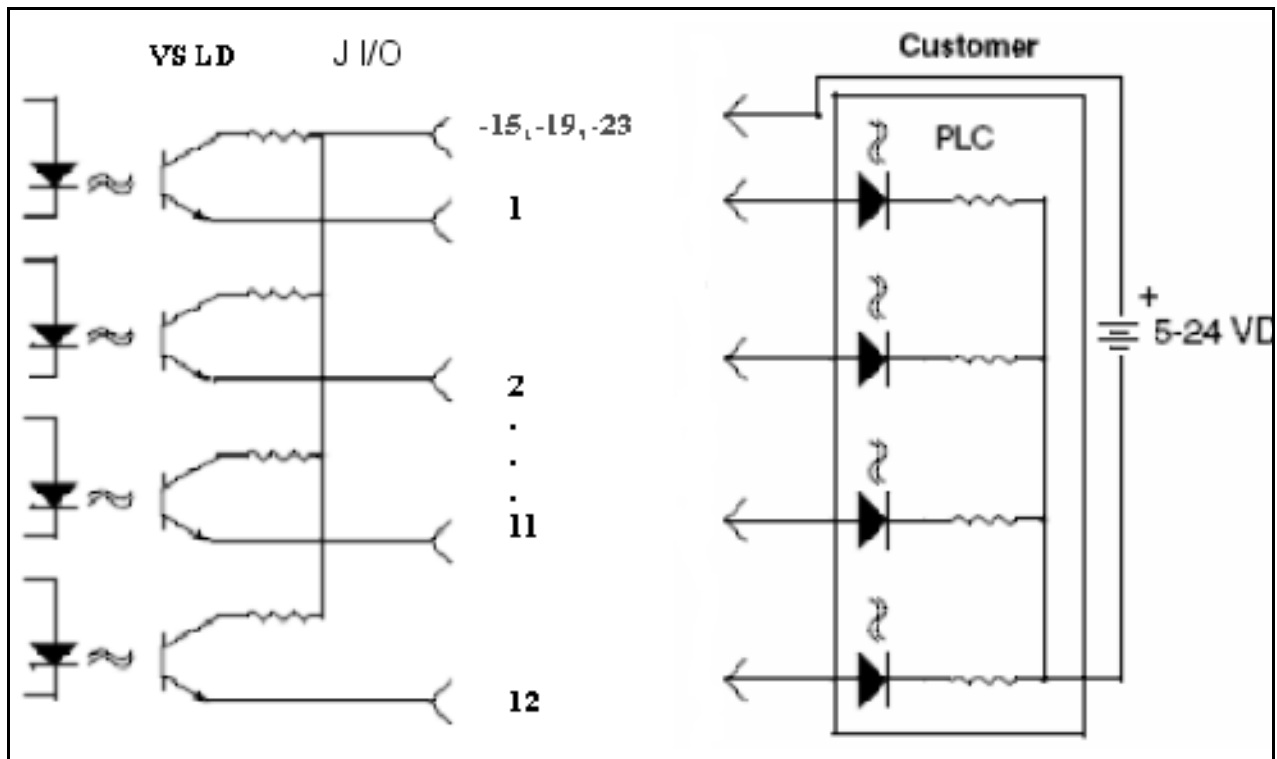 VS LD J I/O
Customer
-15, -19, -23
PLC
1
+
5-24 VD
2
.
.
.
11
12